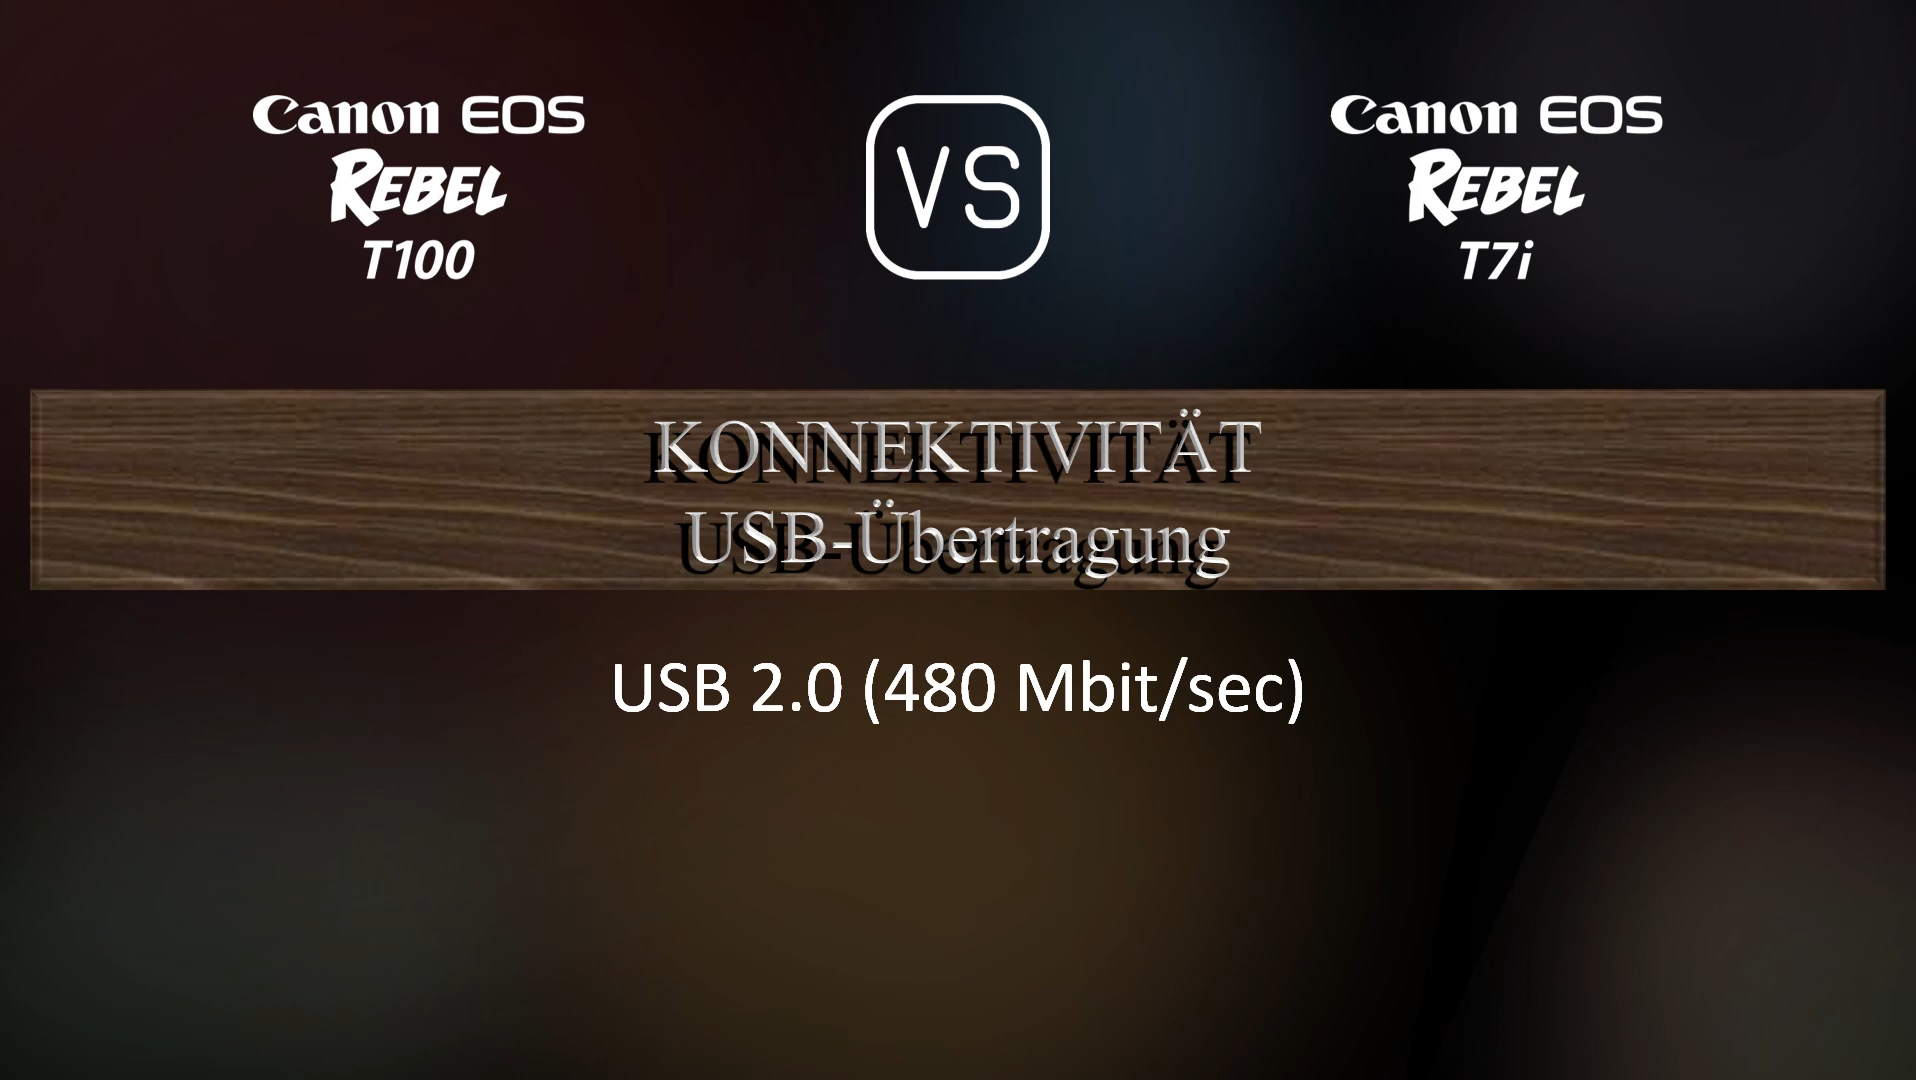 Canon EOS
REBEL
T100
VS
Canon EOS
REBEL
T7i
KONNEKTIVITÄT
USB-Übertragung
USB 2.0 (480 Mbit/sec)